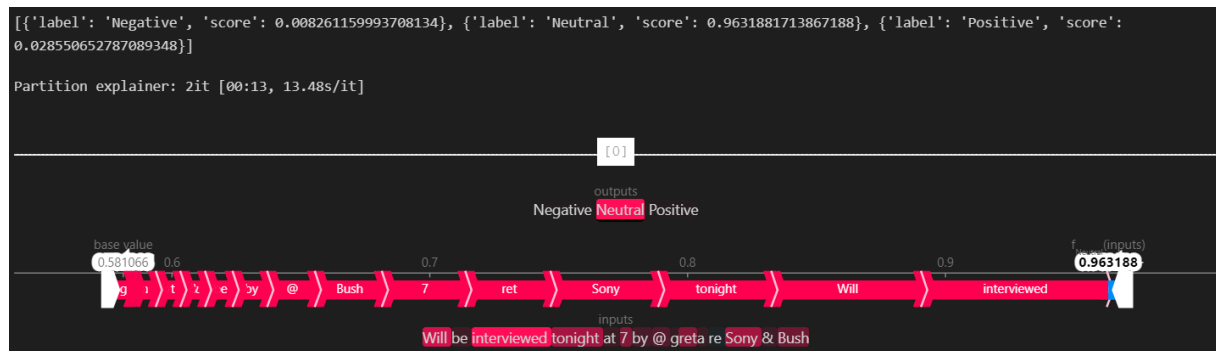 [{'label': 'Negative', 'score': 0.008261159993708134}, {'label': 'Neutral', 'score': 0.9631881713867188}, {'label': 'Positive', 'score':
0.028550652787089348}]
Partition explainer: 2it [00:13, 13.48s/it]
[0]
outputs
Negative Neutral Positive
base value
f Neutral (inputs)
0.581066 0.6 0.7 0.8 0.9 0.963188
g t & by @ Bush 7 ret Sony tonight Will interviewed
inputs
Will be interviewed tonight at 7 by @ greta re Sony & Bush